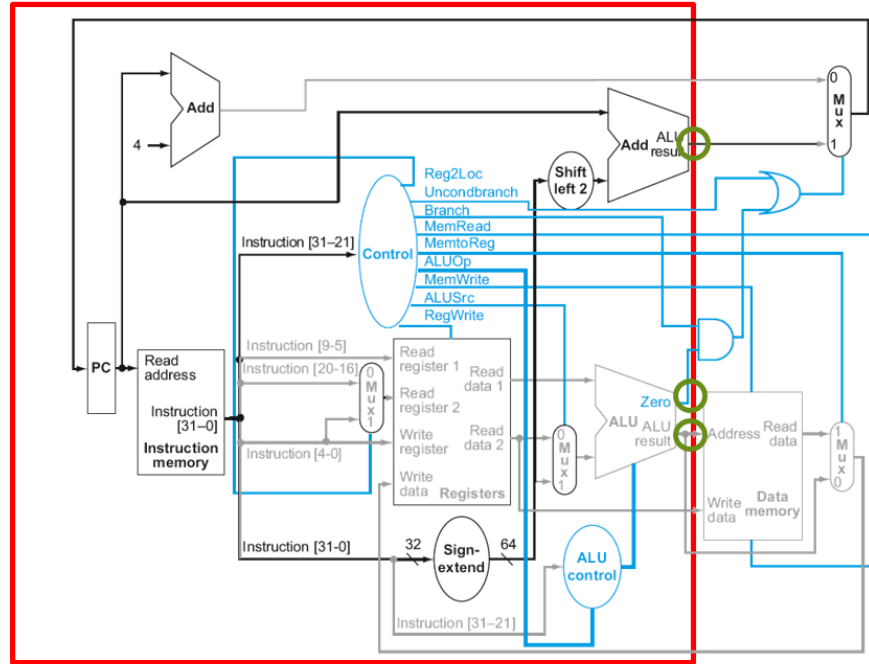 Add
4
Add
ALU
result
Shift
left 2
0
M
u
x
1
Reg2Loc
Uncondbranch
Branch
MemRead
MemtoReg
ALUOp
MemWrite
ALUSrc
RegWrite
Control
Instruction [31–21]
PC
Read
address
Instruction
[31–0]
Instruction
memory
Instruction [9-5]
Instruction [20-16]
Instruction [4-0]
0
M
u
x
1
Read
register 1
Read
register 2
Write
register
Write
data
Read
data 1
Read
data 2
Registers
0
M
u
x
1
Zero
ALU
ALU
result
Address
Read
data
Write
data
Data
memory
1
M
u
x
0
Instruction [31-0]
32
Sign-
extend
64
ALU
control
Instruction [31–21]